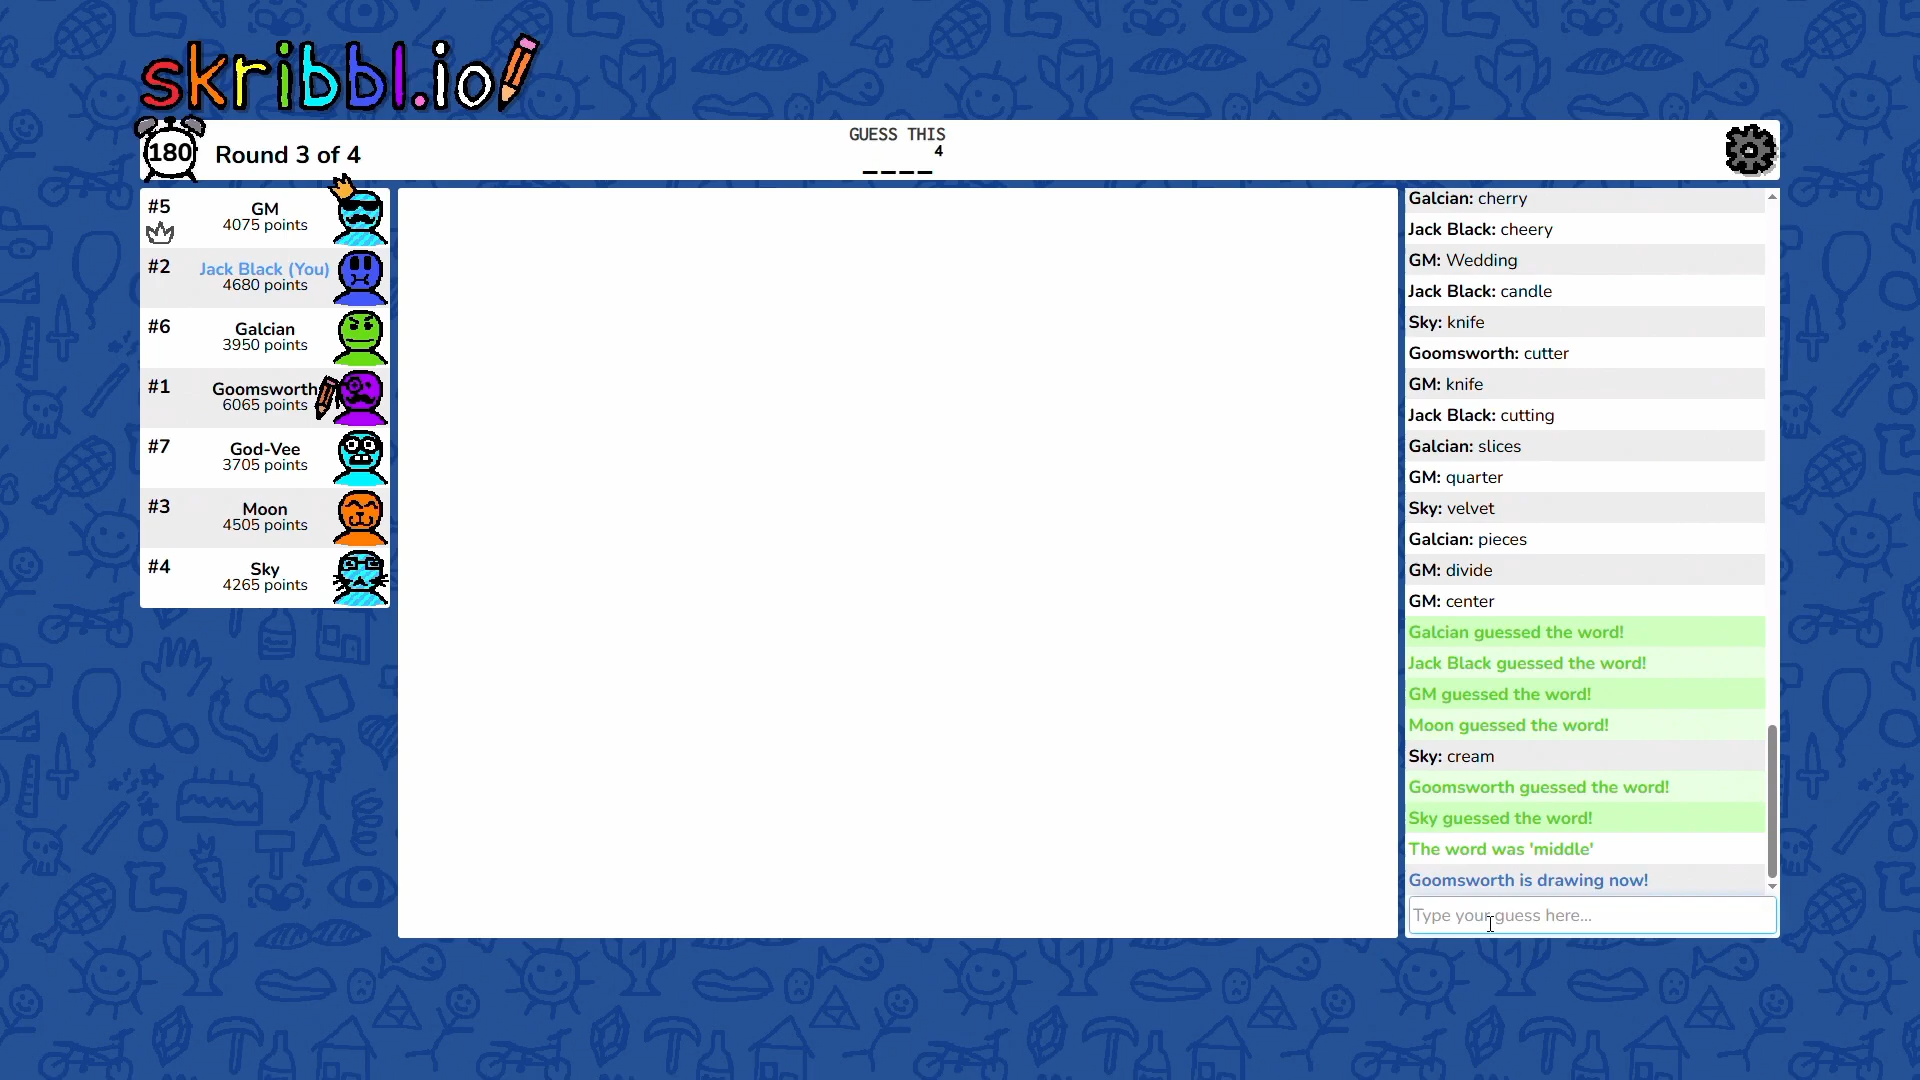 skribbl.io
180
Round 3 of 4
GUESS THIS
4
_ _ _ _
#5
GM
4075 points
#2
Jack Black (You)
4680 points
#6
Galcian
3950 points
#1
Goomsworth
6065 points
#7
God-Vee
3705 points
#3
Moon
4505 points
#4
Sky
4265 points
Galcian: cherry
Jack Black: cheery
GM: Wedding
Jack Black: candle
Sky: knife
Goomsworth: cutter
GM: knife
Jack Black: cutting
Galcian: slices
GM: quarter
Sky: velvet
Galcian: pieces
GM: divide
GM: center
Galcian guessed the word!
Jack Black guessed the word!
GM guessed the word!
Moon guessed the word!
Sky: cream
Goomsworth guessed the word!
Sky guessed the word!
The word was 'middle'
Goomsworth is drawing now!
Type your guess here...